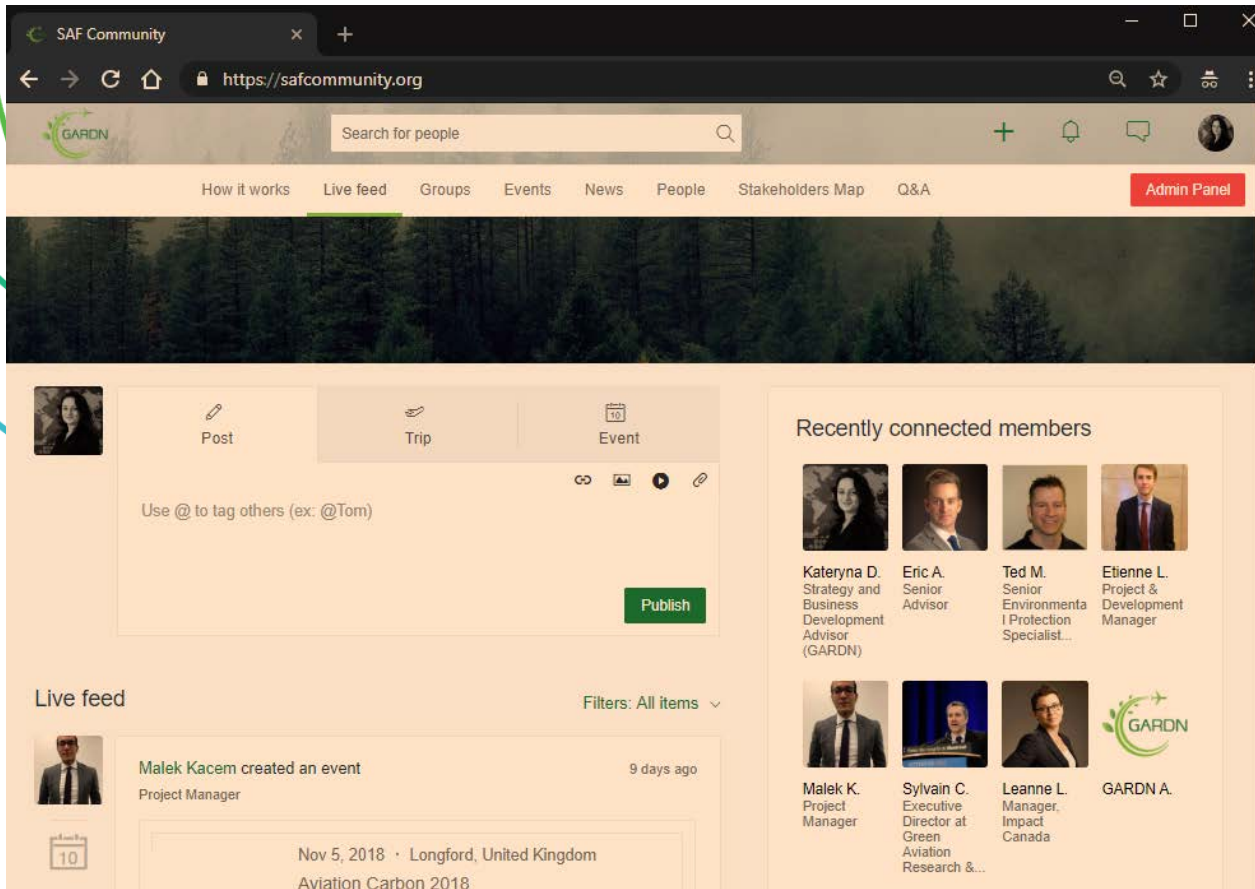 SAF Community
https://safcommunity.org
GARDN
Search for people
How it works Live feed Groups Events News People Stakeholders Map Q&A Admin Panel
Post Trip Event
Use @ to tag others (ex: @Tom)
Publish
Recently connected members
Kateryna D.
Strategy and
Business
Development
Advisor
(GARDN)
Eric A.
Senior
Advisor
Ted M.
Senior
Environmenta
l Protection
Specialist...
Etienne L.
Project &
Development
Manager
Malek K.
Project
Manager
Sylvain C.
Executive
Director at
Green
Aviation
Research &...
Leanne L.
Manager,
Impact
Canada
GARDN
GARDN A.
Live feed
Filters: All items
Malek Kacem created an event 9 days ago
Project Manager
10
Nov 5, 2018 · Longford, United Kingdom
Aviation Carbon 2018